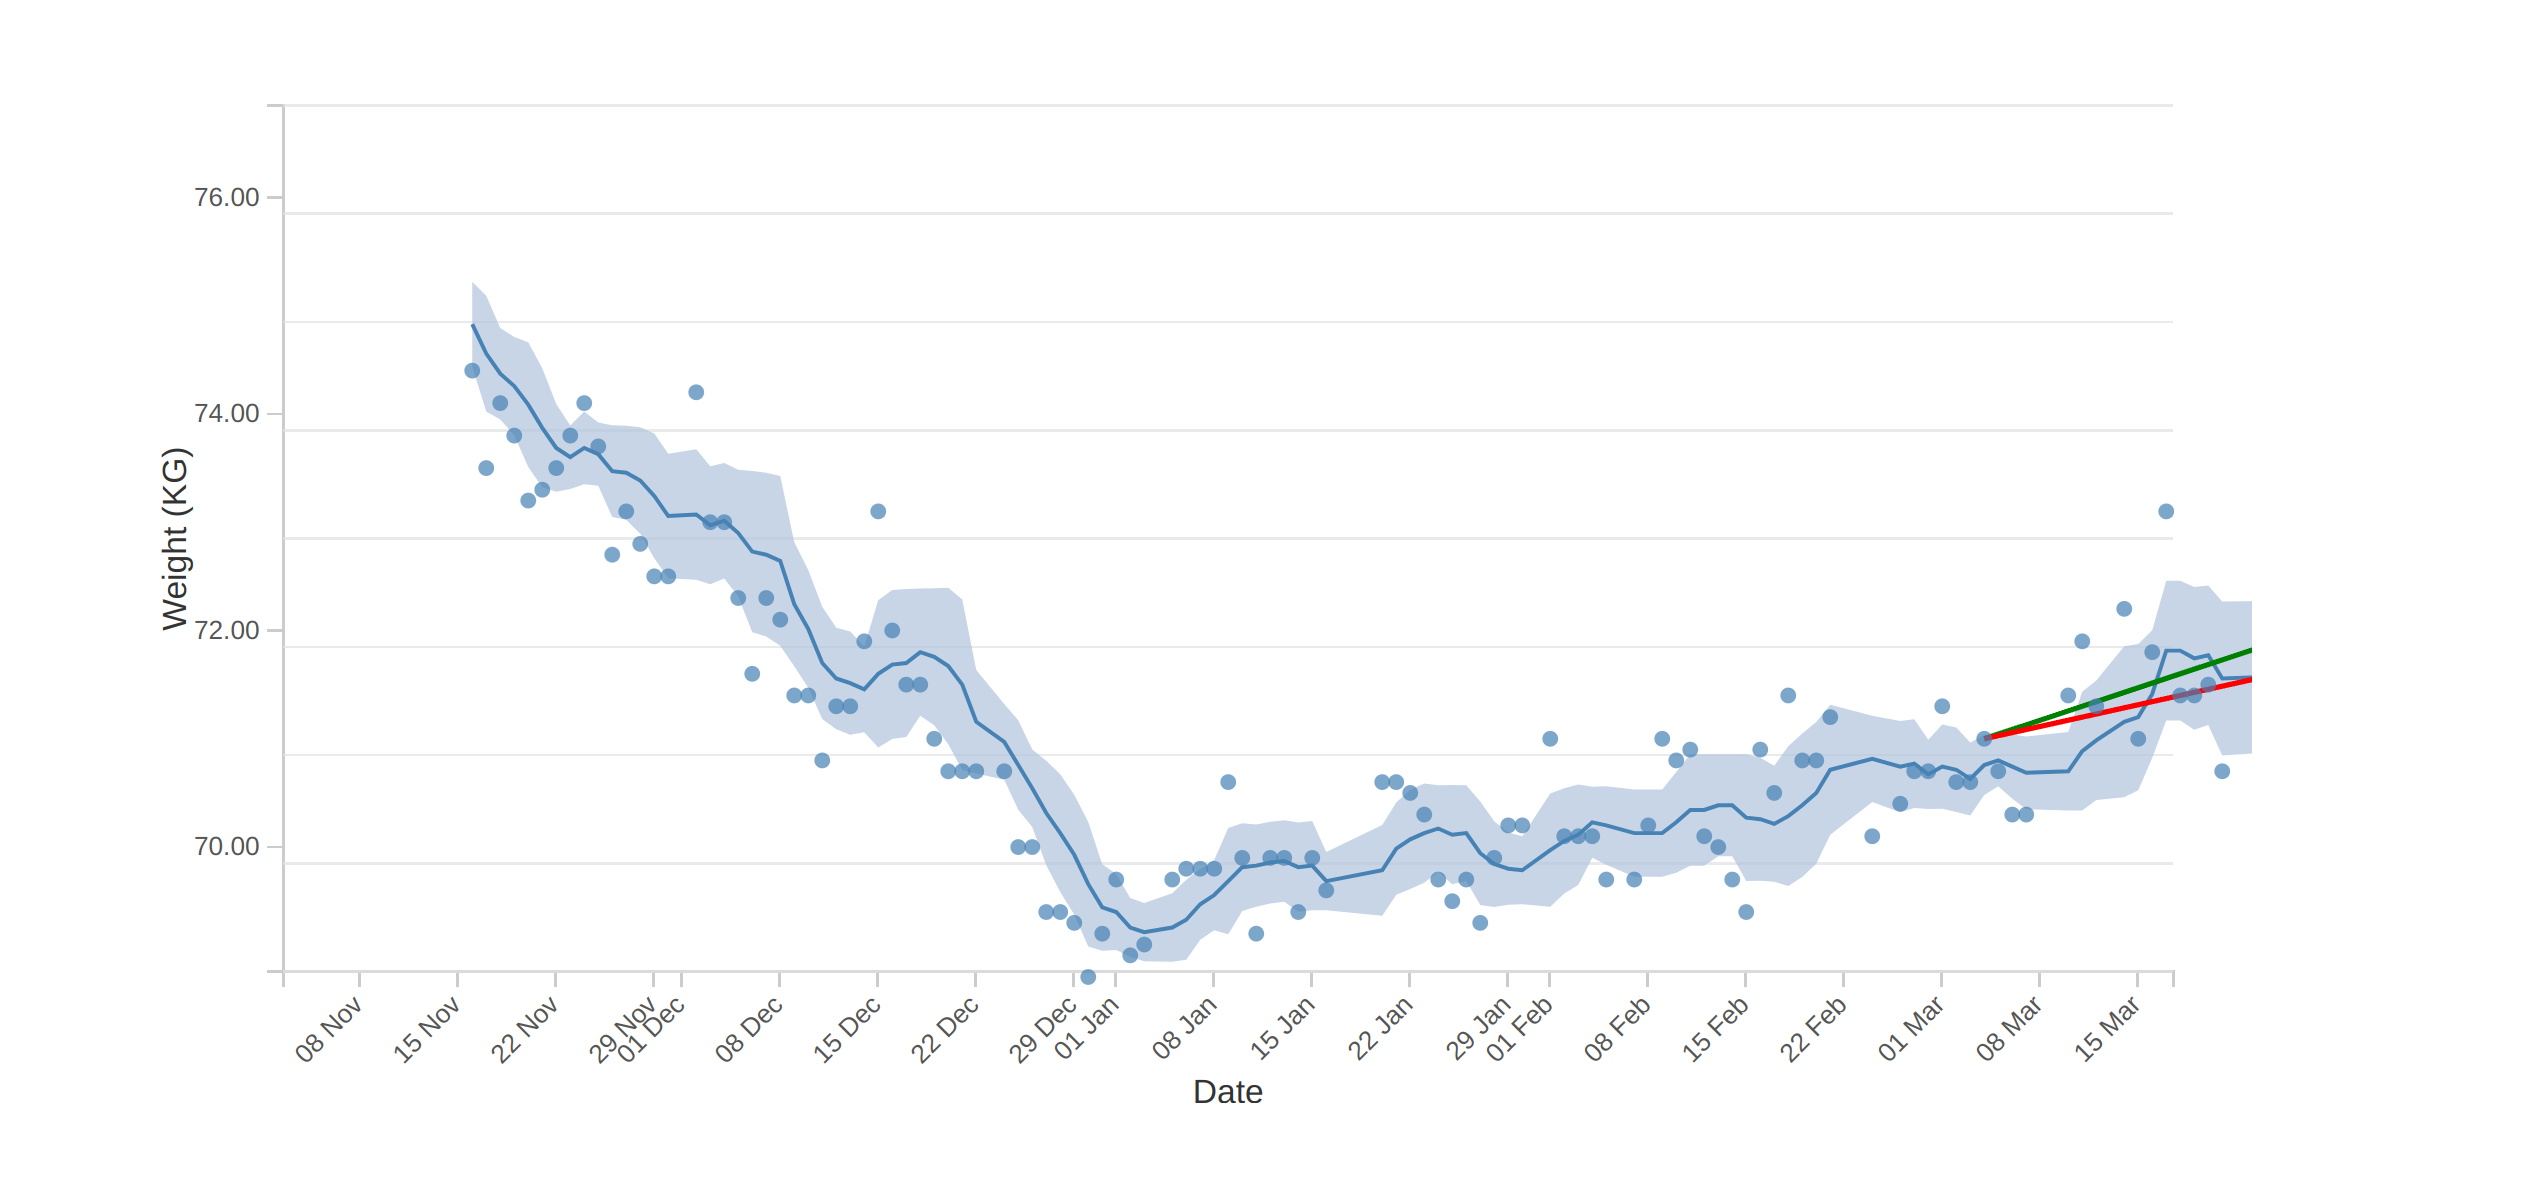 76.00
74.00
72.00
70.00
Weight (KG)
08 Nov
15 Nov
22 Nov
29 Nov
01 Dec
08 Dec
15 Dec
22 Dec
29 Dec
01 Jan
08 Jan
15 Jan
22 Jan
29 Jan
01 Feb
08 Feb
15 Feb
22 Feb
01 Mar
08 Mar
15 Mar
Date